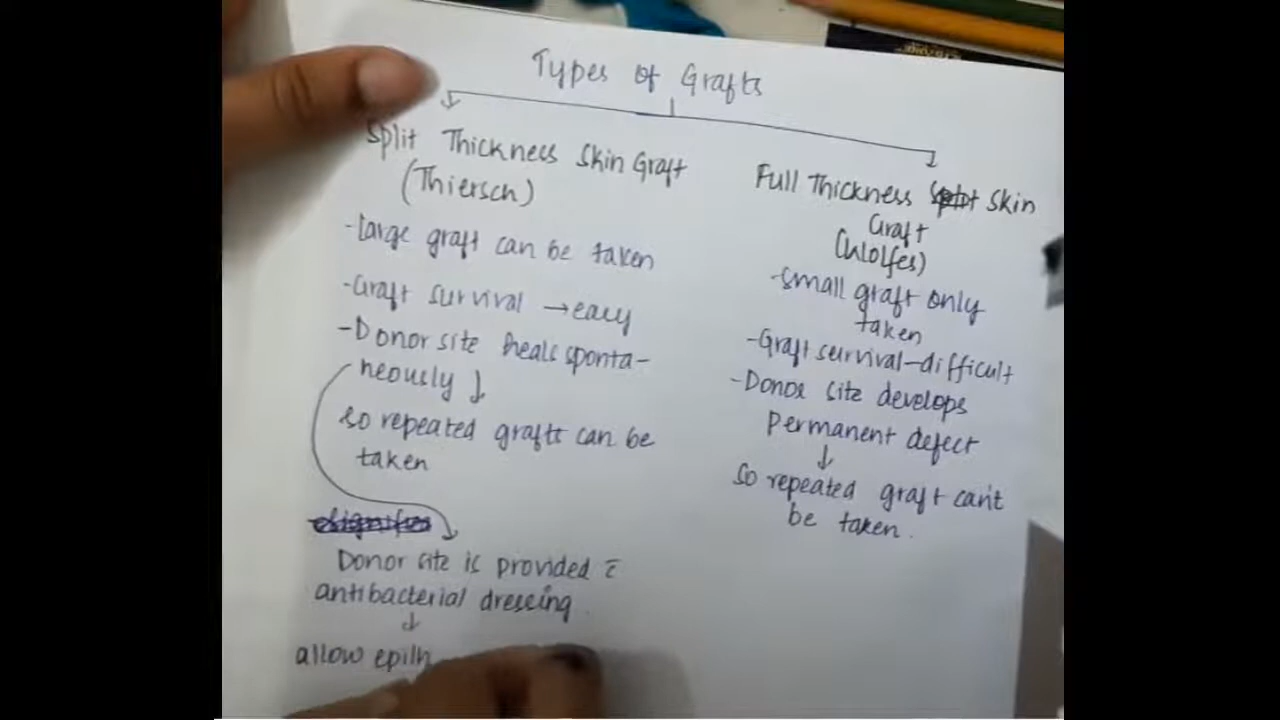 Types of Grafts
Split Thickness Skin Graft
(Thiersch)
-Large graft can be taken
-Graft survival → easy
-Donor site heals sponta-
neously ↓
so repeated grafts can be
taken
Donor site is provided c̄
antibacterial dressing
↓
allow epith
Full Thickness Skin
Graft
(Wolfes)
-small graft only
taken
-Graft survival-difficult
-Donor site develops
permanent defect
↓
So repeated graft can't
be taken.